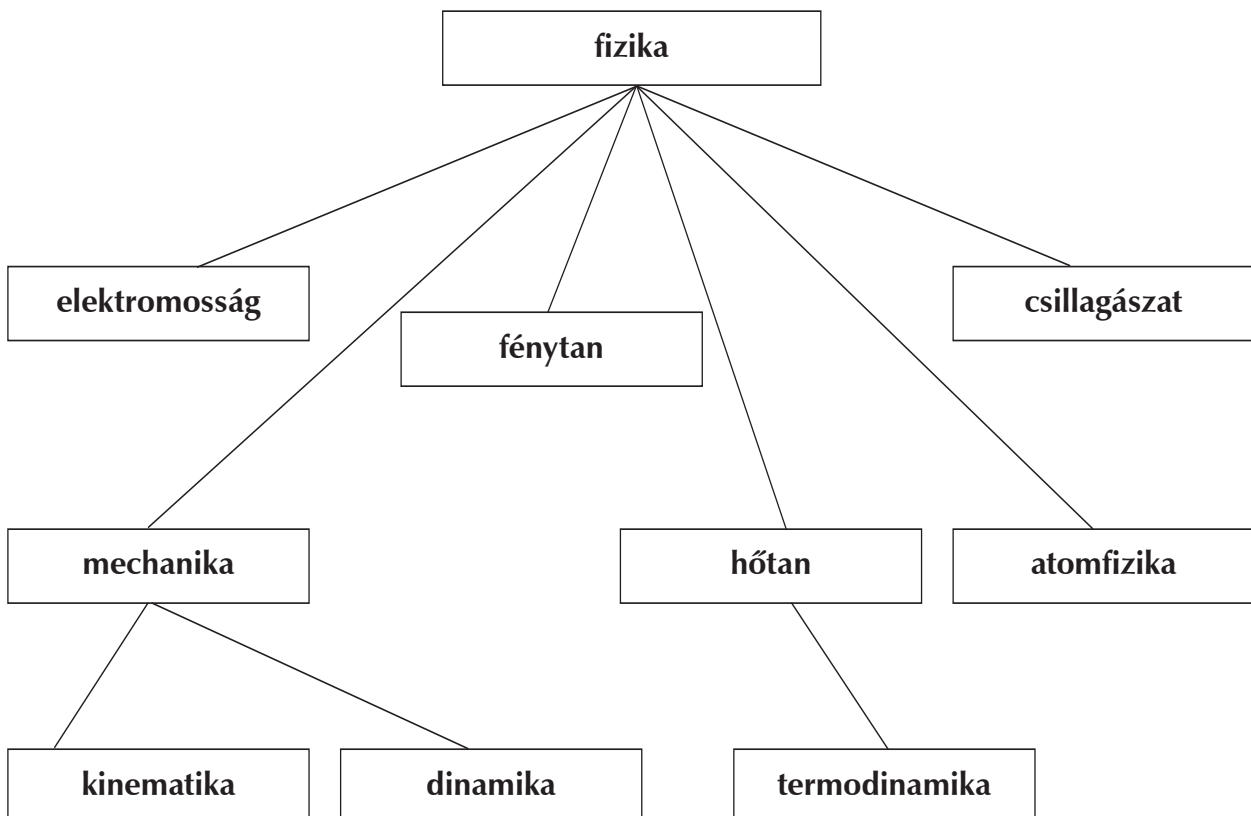 fizika
elektromosság
csillagászat
fénytan
mechanika
hőtan
atomfizika
kinematika
dinamika
termodinamika